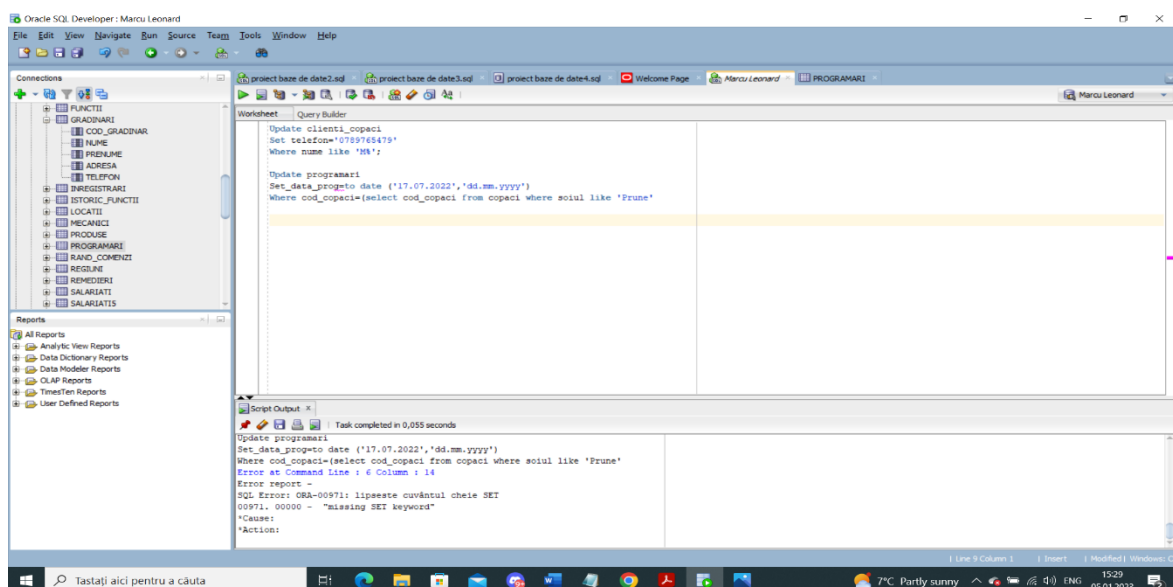 Oracle SQL Developer : Marcu Leonard
File Edit View Navigate Run Source Team Tools Window Help
Connections
FUNCTII
GRADINARI
COD_GRADINAR
NUME
PRENUME
ADRESA
TELEFON
INREGISTRARI
ISTORIC_FUNCTII
LOCATII
MECANICI
PRODUSE
PROGRAMARI
RAND_COMENZI
REGIUNI
REMEDIERI
SALARIATI
SALARIATI5
Reports
All Reports
Analytic View Reports
Data Dictionary Reports
Data Modeler Reports
OLAP Reports
TimesTen Reports
User Defined Reports
proiect baze de date2.sql proiect baze de date3.sql proiect baze de date4.sql Welcome Page Marcu Leonard PROGRAMARI
Marcu Leonard
Worksheet Query Builder
Update clienti_copaci
Set telefon='0789765479'
Where nume like 'M%';
Update programari
Set_data_prog=to date ('17.07.2022','dd.mm.yyyy')
Where cod_copaci=(select cod_copaci from copaci where soiul like 'Prune'
Script Output x
Task completed in 0,055 seconds
Update programari
Set_data_prog=to date ('17.07.2022','dd.mm.yyyy')
Where cod_copaci=(select cod_copaci from copaci where soiul like 'Prune'
Error at Command Line : 6 Column : 14
Error report -
SQL Error: ORA-00971: lipseste cuvântul cheie SET
00971. 00000 - "missing SET keyword"
*Cause:
*Action:
Line 9 Column 1 | Insert | Modified | Windows: C
Tastați aici pentru a căuta
7°C Partly sunny
ENG
15:29
05.01.2023